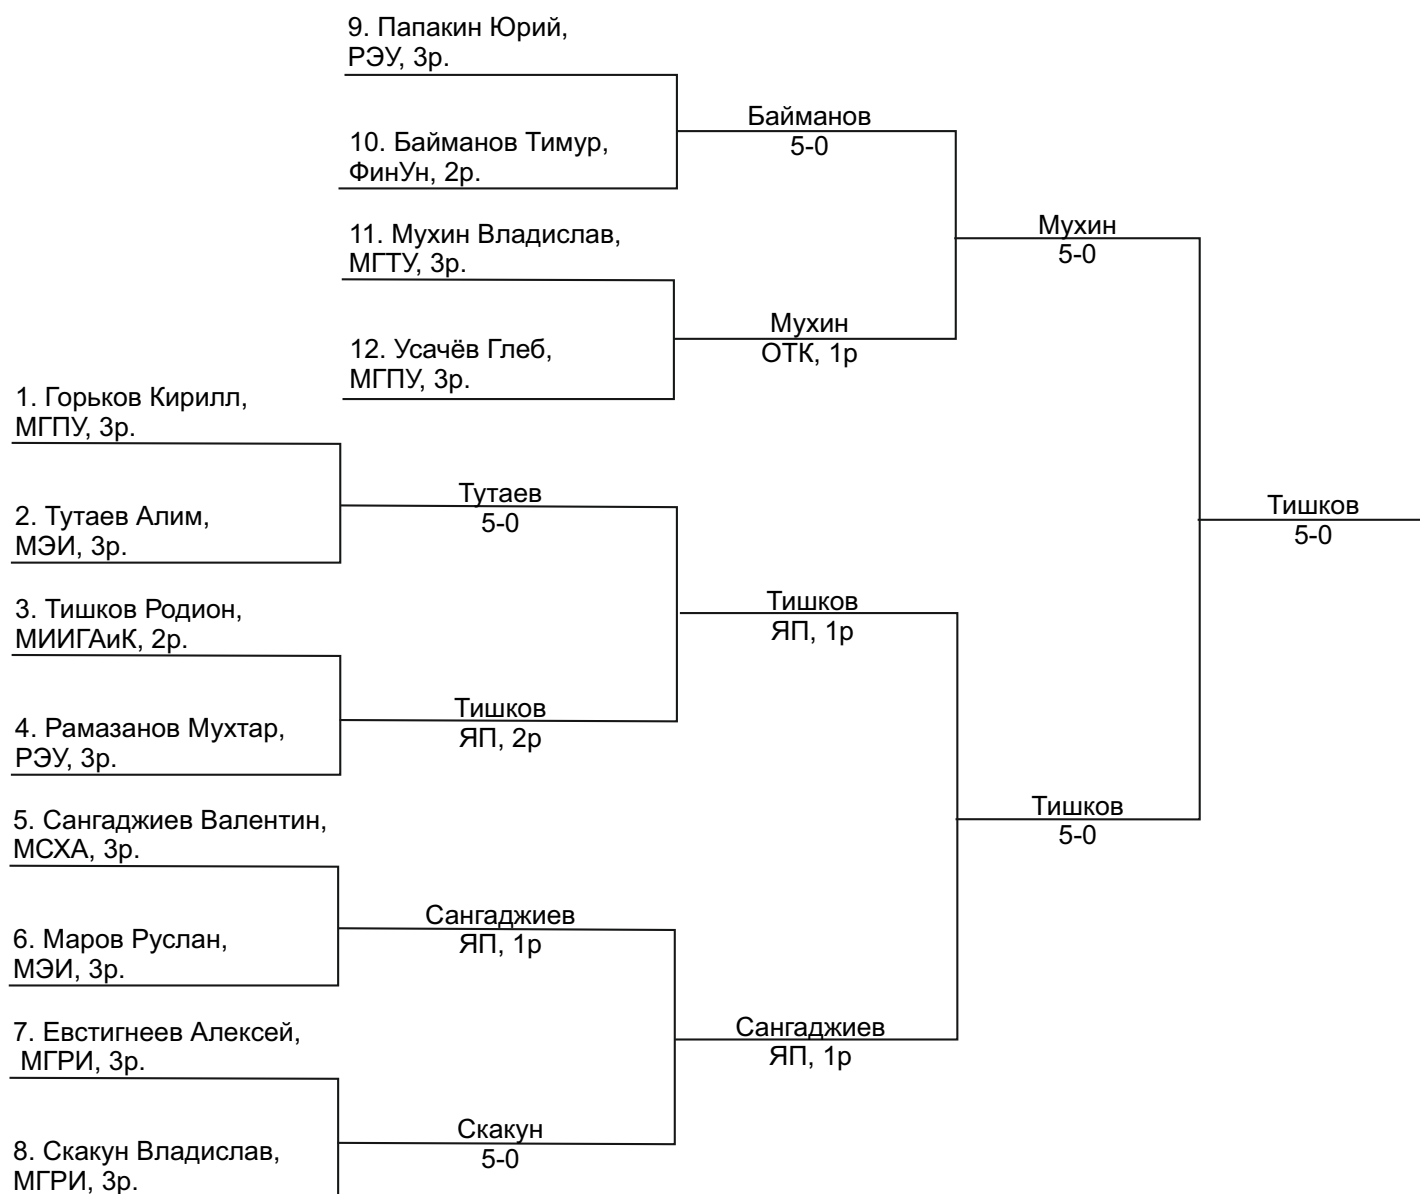 9. Папакин Юрий,
РЭУ, 3р.
Байманов
5-0
10. Байманов Тимур,
ФинУн, 2р.
11. Мухин Владислав,
МГТУ, 3р.
Мухин
5-0
Мухин
ОТК, 1р
12. Усачёв Глеб,
МГПУ, 3р.
1. Горьков Кирилл,
МГПУ, 3р.
Тутаев
5-0
2. Тутаев Алим,
МЭИ, 3р.
Тишков
5-0
3. Тишков Родион,
МИИГАиК, 2р.
Тишков
ЯП, 1р
Тишков
ЯП, 2р
4. Рамазанов Мухтар,
РЭУ, 3р.
5. Сангаджиев Валентин,
МСХА, 3р.
Тишков
5-0
Сангаджиев
ЯП, 1р
6. Маров Руслан,
МЭИ, 3р.
7. Евстигнеев Алексей,
МГРИ, 3р.
Сангаджиев
ЯП, 1р
Скакун
5-0
8. Скакун Владислав,
МГРИ, 3р.